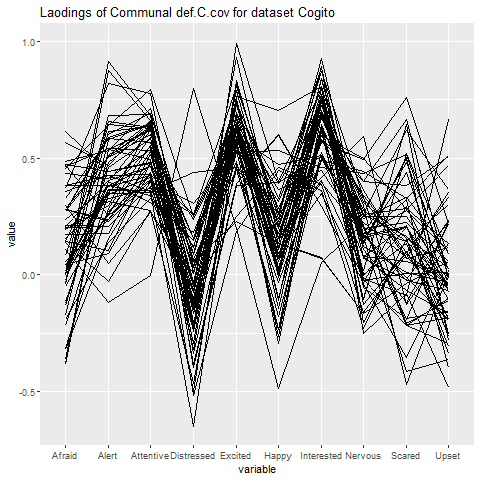 Laodings of Communal def.C.cov for dataset Cogito
1.0
0.5
0.0
-0.5
value
Afraid Alert Attentive Distressed Excited Happy Interested Nervous Scared Upset
variable